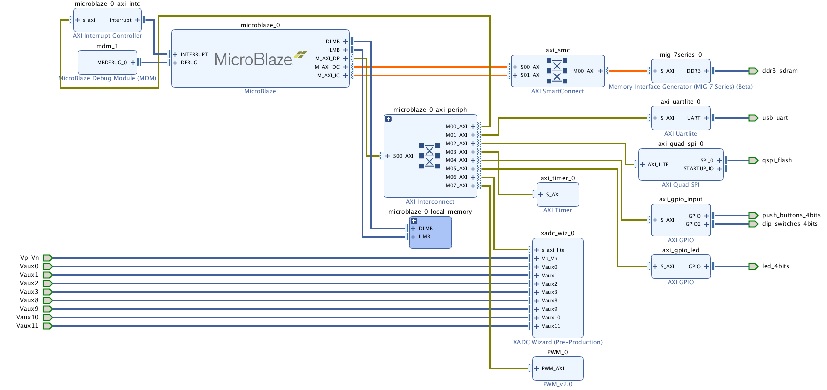 microblaze_0_axi_intc
s_axi
Interrupt
AXI Interrupt Controller
mdm_1
MBDEBUG_0
MicroBlaze Debug Module (MDM)
microblaze_0
INTERRUPT
DEBUG
MicroBlaze
DLMB
ILMB
M_AXI_DP
M_AXI_DC
M_AXI_IC
MicroBlaze
axi_smc
S00_AXI
S01_AXI
M00_AXI
AXI SmartConnect
mig_7series_0
S_AXI
DDR3
Memory Interface Generator (MIG 7 Series) (Beta)
ddr3_sdram
microblaze_0_axi_periph
S00_AXI
M00_AXI
M01_AXI
M02_AXI
M03_AXI
M04_AXI
M05_AXI
M06_AXI
M07_AXI
AXI Interconnect
axi_uartlite_0
S_AXI
UART
AXI Uartlite
usb_uart
axi_quad_spi_0
AXI_LITE
SPI_0
STARTUP_IO
AXI Quad SPI
qspi_flash
axi_timer_0
S_AXI
AXI Timer
axi_gpio_input
S_AXI
GPIO
GPIO2
AXI GPIO
push_buttons_4bits
dip_switches_4bits
microblaze_0_local_memory
DLMB
ILMB
axi_gpio_led
S_AXI
GPIO
AXI GPIO
led_4bits
xadc_wiz_0
s_axi_lite
Vp_Vn
Vaux0
Vaux1
Vaux2
Vaux3
Vaux8
Vaux9
Vaux10
Vaux11
XADC Wizard (Pre-Production)
Vp_Vn
Vaux0
Vaux1
Vaux2
Vaux3
Vaux8
Vaux9
Vaux10
Vaux11
PWM_0
PWM_AXI
PWM_v2.0